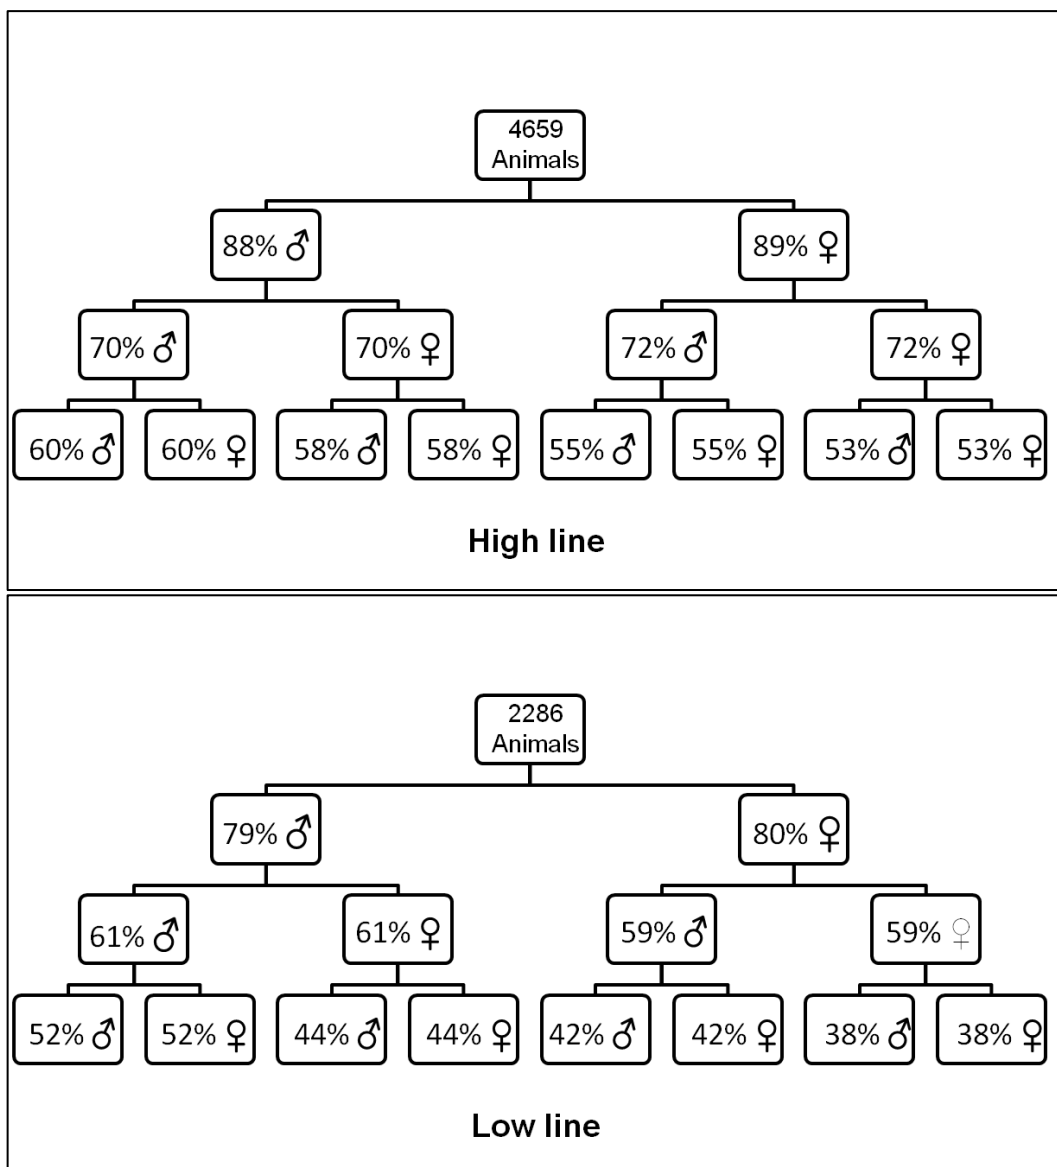 4659
Animals
88% ♂ 89% ♀
70% ♂ 70% ♀ 72% ♂ 72% ♀
60% ♂ 60% ♀ 58% ♂ 58% ♀ 55% ♂ 55% ♀ 53% ♂ 53% ♀
High line
2286
Animals
79% ♂ 80% ♀
61% ♂ 61% ♀ 59% ♂ 59% ♀
52% ♂ 52% ♀ 44% ♂ 44% ♀ 42% ♂ 42% ♀ 38% ♂ 38% ♀
Low line